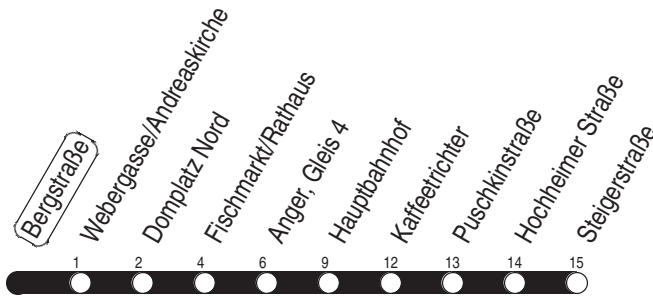 Bergstraße
Webergasse/Andreaskirche
Domplatz Nord
Fischmarkt/Rathaus
Anger, Gleis 4
Hauptbahnhof
Kaffeetrichter
Puschkinstraße
Hochheimer Straße
Steigerstraße
1 2 4 6 9 12 13 14 15